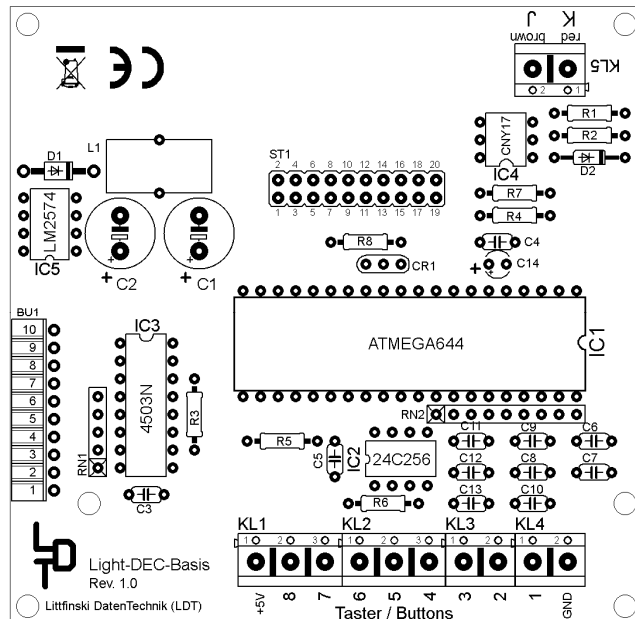 J K
brown red
KL5
2 1
CE
D1
L1
LM2574
IC5
C2
C1
ST1
2 4 6 8 10 12 14 16 18 20
1 3 5 7 9 11 13 15 17 19
CNY17
IC4
R1
R2
D2
R7
R4
R8
C4
CR1
C14
BU1
10
9
8
7
6
5
4
3
2
1
IC3
4503N
RN1
R3
C3
ATMEGA644
IC1
RN2
R5
C5
IC2
24C256
R6
C11
C9
C6
C12
C8
C7
C13
C10
KL1 KL2 KL3 KL4
1 2 3 1 2 3 1 2 1 2
+5V 8 7 6 5 4 3 2 1 GND
Taster / Buttons
LDT
Light-DEC-Basis
Rev. 1.0
Littfinski DatenTechnik (LDT)